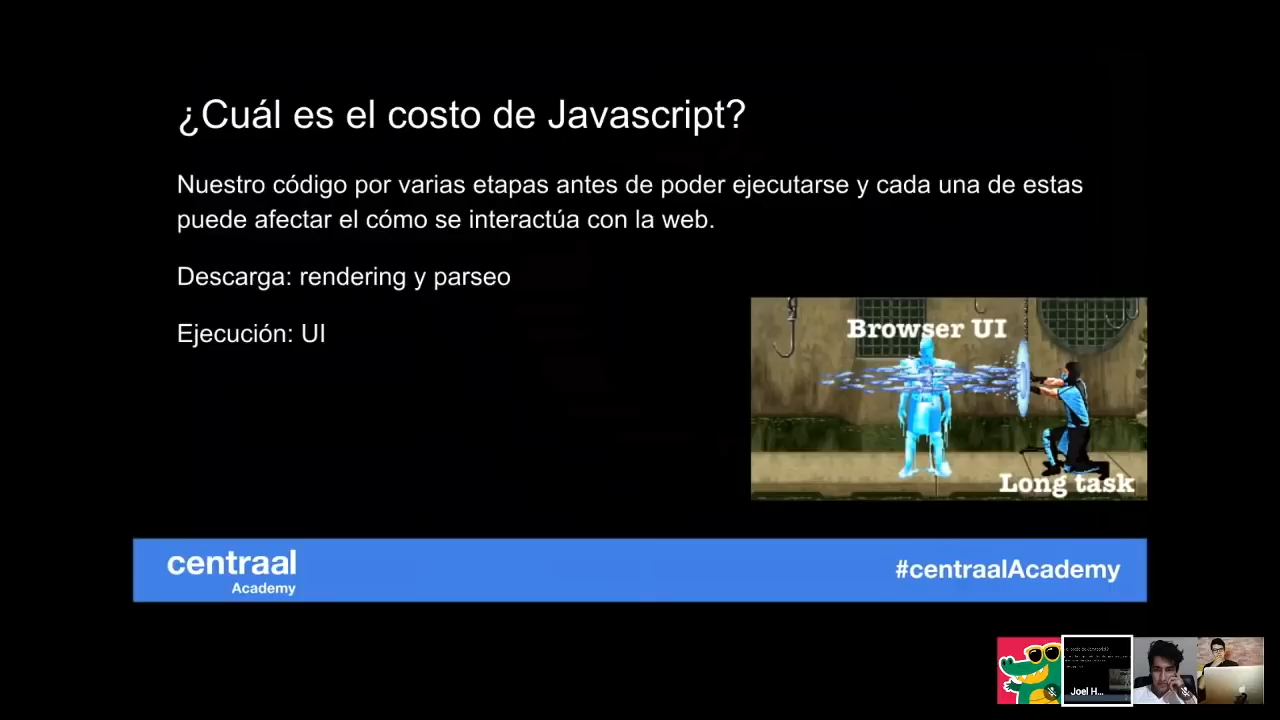 ¿Cuál es el costo de Javascript?
Nuestro código por varias etapas antes de poder ejecutarse y cada una de estas
puede afectar el cómo se interactúa con la web.
Descarga: rendering y parseo
Ejecución: UI
Browser UI
Long task
centraal
Academy
#centraalAcademy
Joel H...